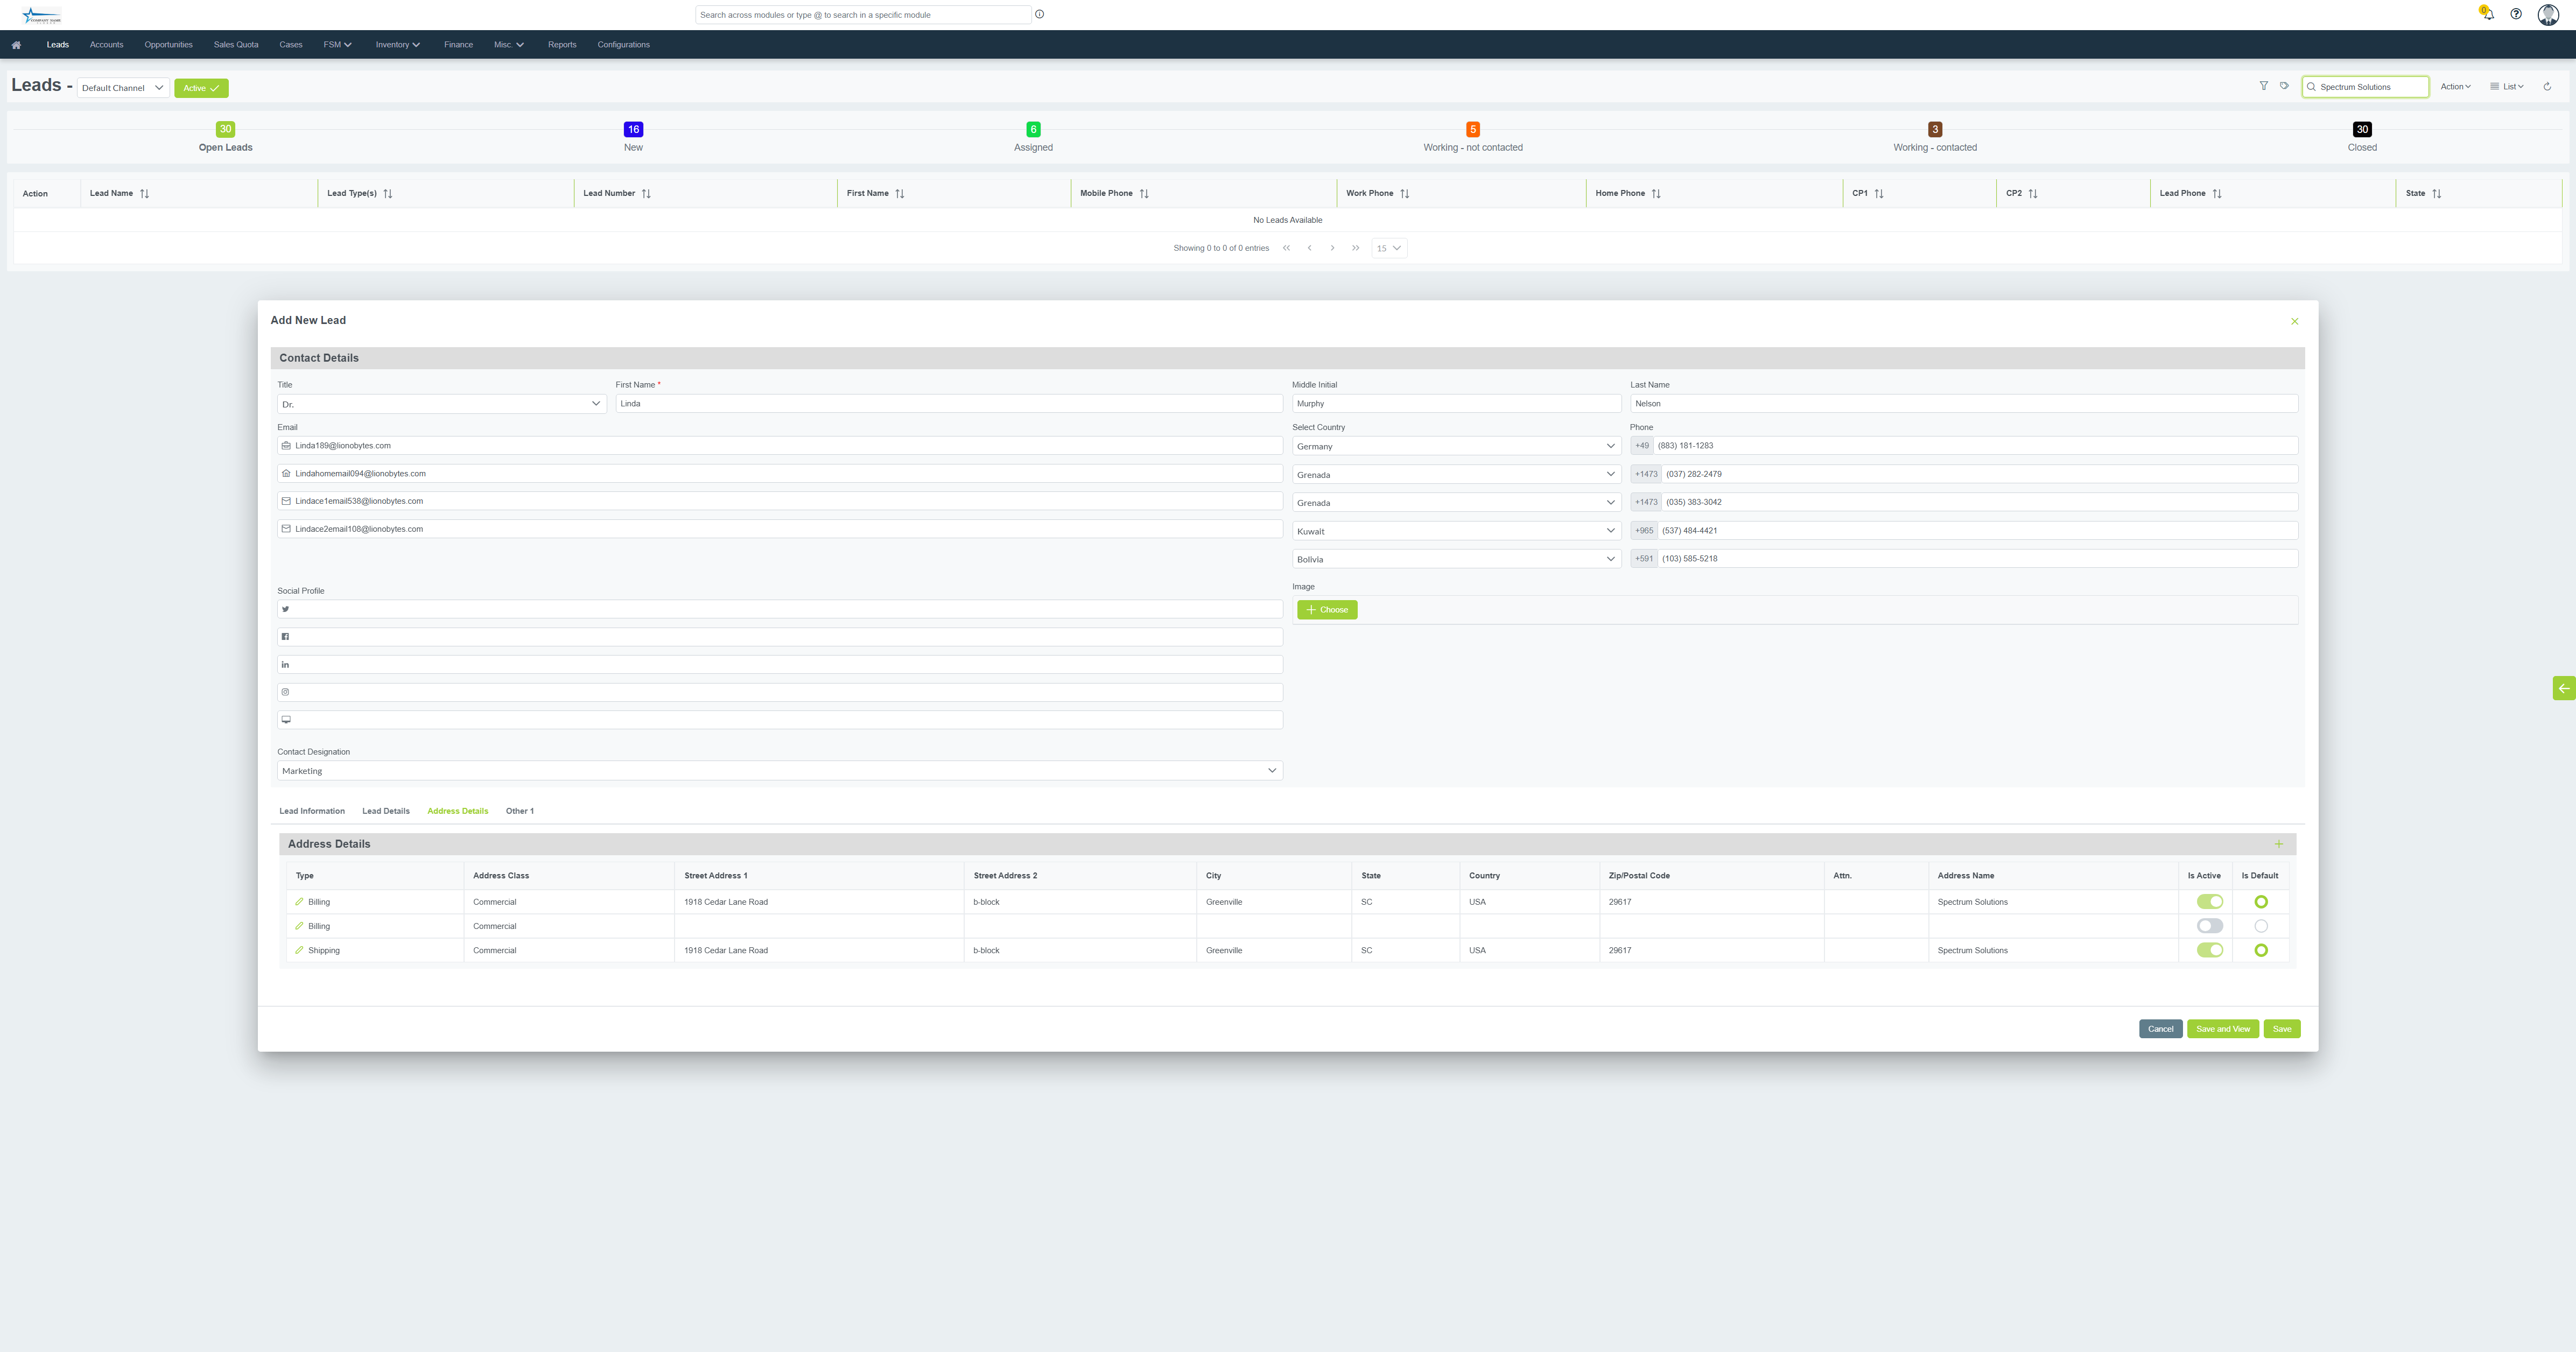 COMPANY NAME
Search across modules or type @ to search in a specific module
0
Leads Accounts Opportunities Sales Quota Cases FSM Inventory Finance Misc. Reports Configurations
Leads - Default Channel Active Spectrum Solutions Action List
30 16 6 5 3 30
Open Leads New Assigned Working - not contacted Working - contacted Closed
Action Lead Name Lead Type(s) Lead Number First Name Mobile Phone Work Phone Home Phone CP1 CP2 Lead Phone State
No Leads Available
Showing 0 to 0 of 0 entries 15
Add New Lead
Contact Details
Title First Name * Middle Initial Last Name
Dr. Linda Murphy Nelson
Email Select Country Phone
Linda189@lionobytes.com Germany +49 (883) 181-1283
Lindahomemail094@lionobytes.com Grenada +1473 (037) 282-2479
Lindace1email538@lionobytes.com Grenada +1473 (035) 383-3042
Lindace2email108@lionobytes.com Kuwait +965 (537) 484-4421
Bolivia +591 (103) 585-5218
Social Profile Image
Choose
Contact Designation
Marketing
Lead Information Lead Details Address Details Other 1
Address Details
Type Address Class Street Address 1 Street Address 2 City State Country Zip/Postal Code Attn. Address Name Is Active Is Default
Billing Commercial 1918 Cedar Lane Road b-block Greenville SC USA 29617 Spectrum Solutions
Billing Commercial
Shipping Commercial 1918 Cedar Lane Road b-block Greenville SC USA 29617 Spectrum Solutions
Cancel Save and View Save